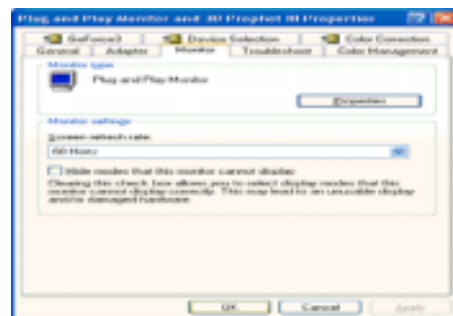 Plug and Play Monitor and 3D Prophet III Properties
GeForce3 Device Selection Color Correction
General Adapter Monitor Troubleshoot Color Management
Monitor type
Plug and Play Monitor
Properties
Monitor settings
Screen refresh rate:
60 Hertz
Hide modes that this monitor cannot display
Clearing this check box allows you to select display modes that this
monitor cannot display correctly. This may lead to an unusable display
and/or damaged hardware.
OK Cancel Apply